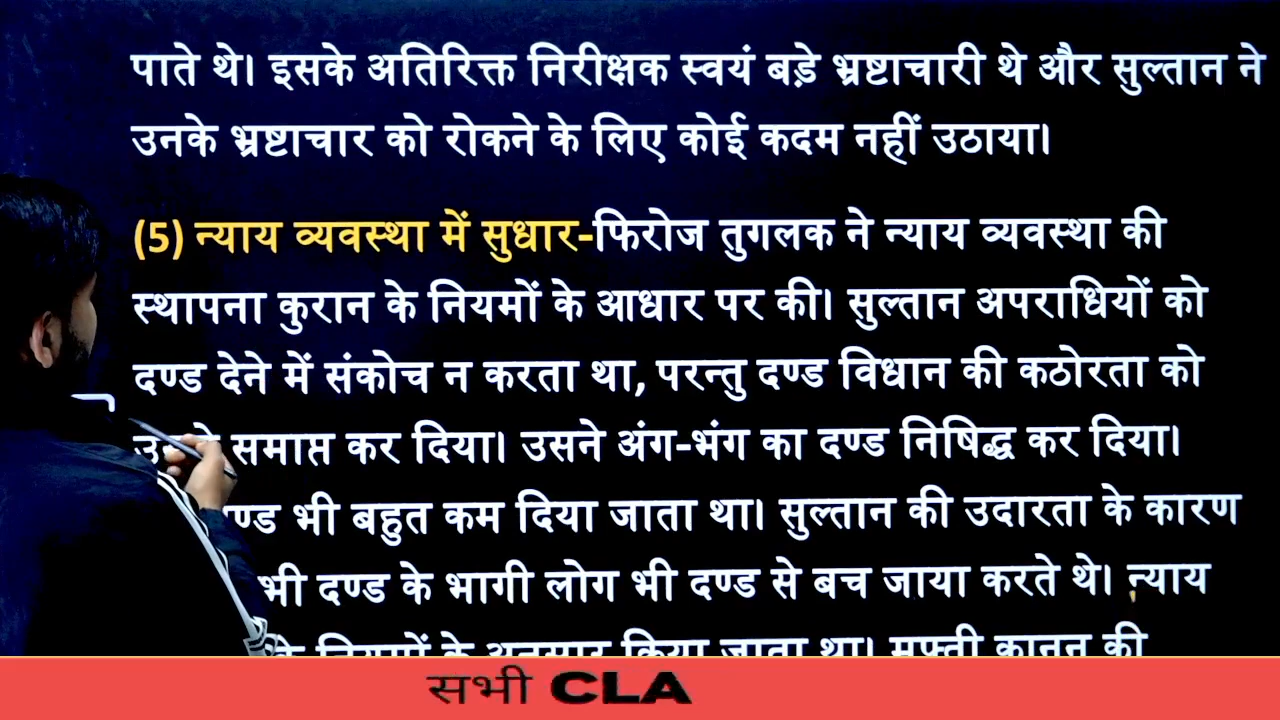 पाते थे। इसके अतिरिक्त निरीक्षक स्वयं बड़े भ्रष्टाचारी थे और सुल्तान ने
उनके भ्रष्टाचार को रोकने के लिए कोई कदम नहीं उठाया।
(5) न्याय व्यवस्था में सुधार-फिरोज तुगलक ने न्याय व्यवस्था की
स्थापना कुरान के नियमों के आधार पर की। सुल्तान अपराधियों को
दण्ड देने में संकोच न करता था, परन्तु दण्ड विधान की कठोरता को
समाप्त कर दिया। उसने अंग-भंग का दण्ड निषिद्ध कर दिया।
भी बहुत कम दिया जाता था। सुल्तान की उदारता के कारण
भी दण्ड के भागी लोग भी दण्ड से बच जाया करते थे। न्याय
के नियमों के अनुसार किया जाता था। मुफ्ती कानून की
सभी CLA